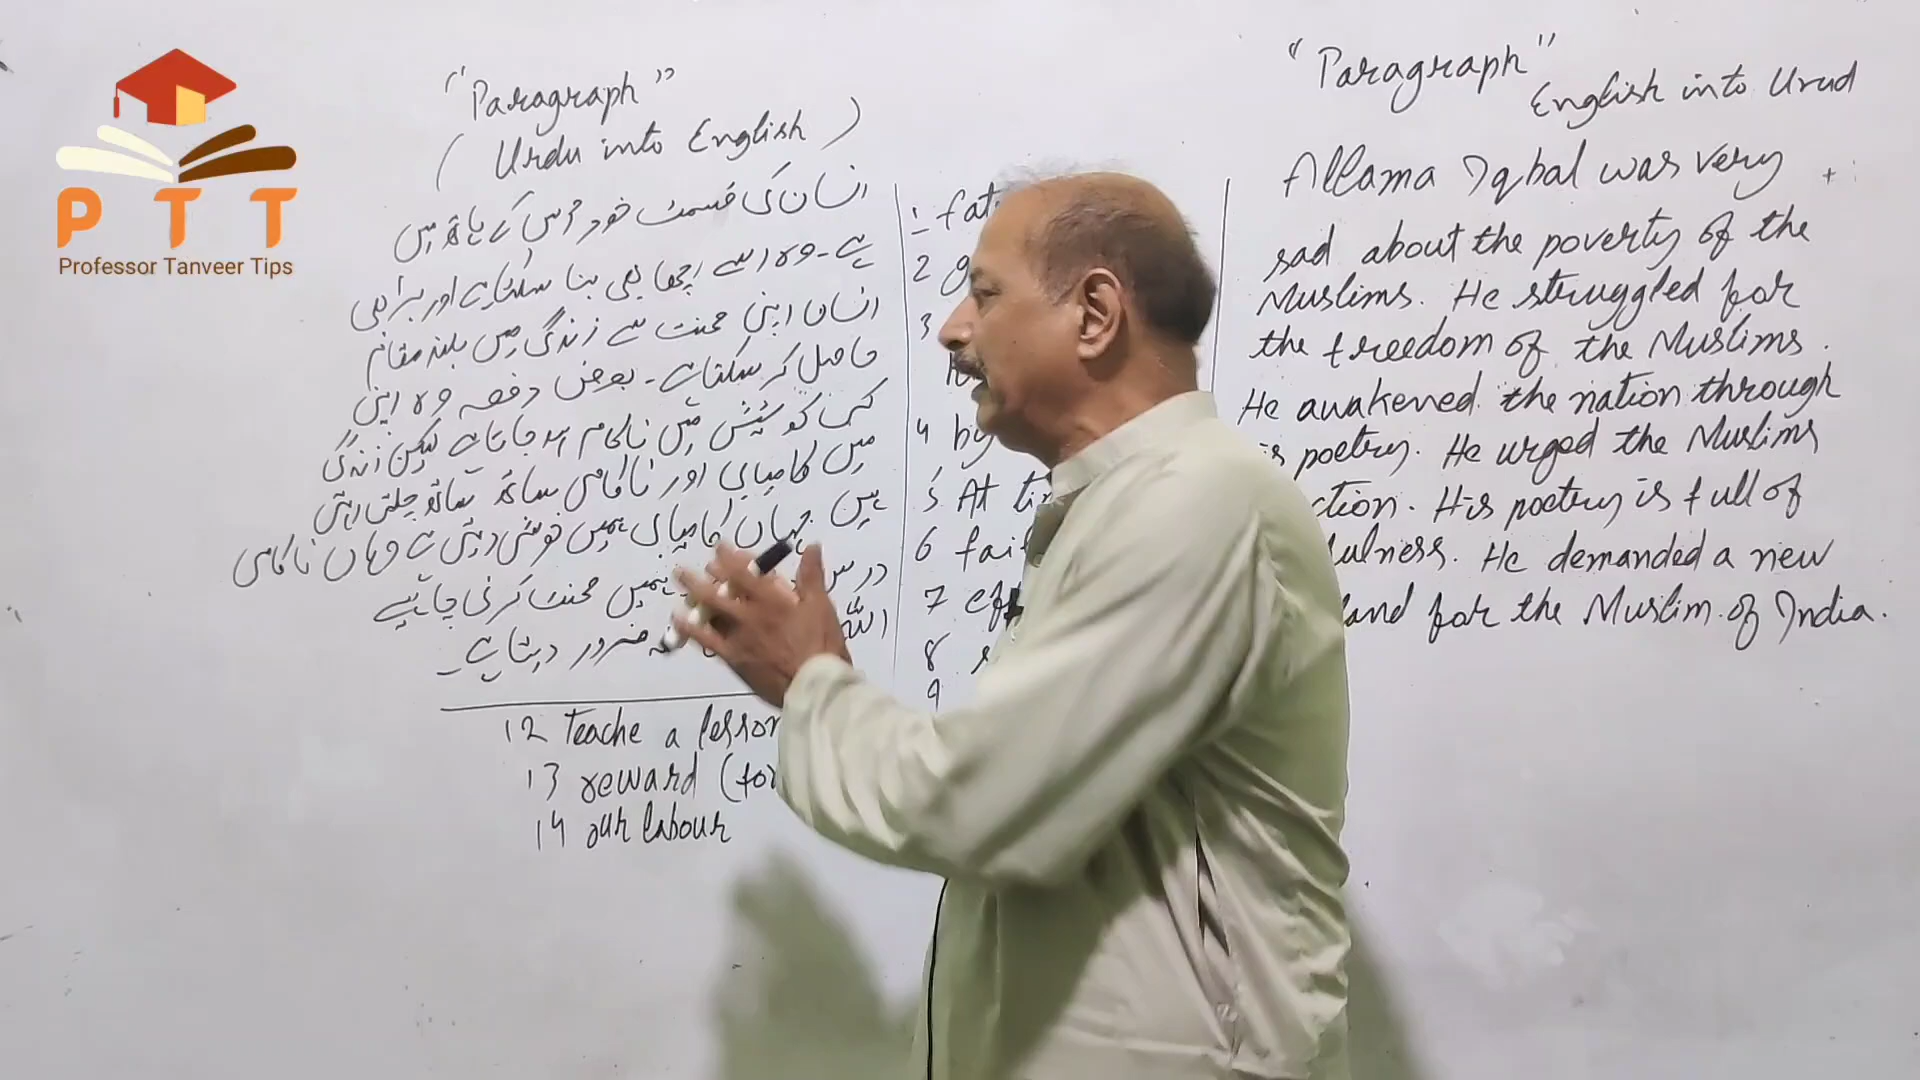 P T T
Professor Tanveer Tips
"Paragraph"
(Urdu into English)
انسان کی قسمت خود اس کے ہاتھ میں
ہے۔ وہ اسے اچھا بھی بنا سکتا ہے اور برا بھی
انسان اپنی محنت سے زندگی میں بلند مقام
حاصل کر سکتا ہے۔ بعض دفعہ وہ اپنی
کوشش میں ناکام ہو جاتا ہے لیکن زندگی
میں کامیابی اور ناکامی ساتھ ساتھ چلتی رہتی
ہیں جہاں کامیابی ہمیں خوشی دیتی ہے وہاں ناکامی
درس ہمیں محنت کرنی چاہیے
اللہ ضرور دیتا ہے۔
12 teache a lesson
13 reward (for
14 our labour
1
2
3
4 by
5 At
6
7
8
9
"Paragraph"
English into Urud
Allama Iqbal was very
sad about the poverty of the
Muslims. He struggled for
the freedom of the Muslims.
He awakened the nation through
poetry. He urged the Muslims
His poetry is full of
He demanded a new
for the Muslim of India.